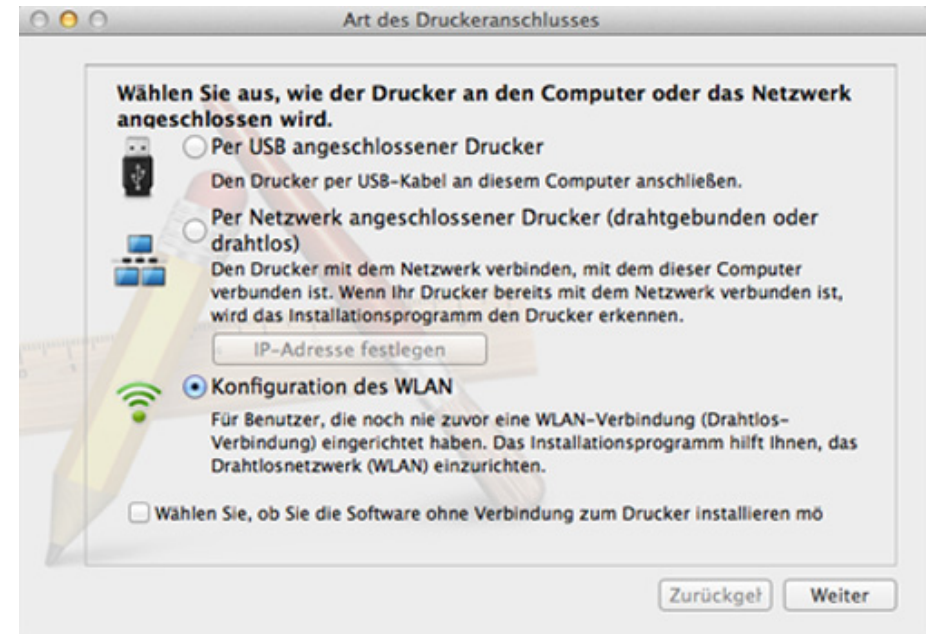 Art des Druckeranschlusses
Wählen Sie aus, wie der Drucker an den Computer oder das Netzwerk
angeschlossen wird.
Per USB angeschlossener Drucker
Den Drucker per USB-Kabel an diesem Computer anschließen.
Per Netzwerk angeschlossener Drucker (drahtgebunden oder
drahtlos)
Den Drucker mit dem Netzwerk verbinden, mit dem dieser Computer
verbunden ist. Wenn Ihr Drucker bereits mit dem Netzwerk verbunden ist,
wird das Installationsprogramm den Drucker erkennen.
IP-Adresse festlegen
Konfiguration des WLAN
Für Benutzer, die noch nie zuvor eine WLAN-Verbindung (Drahtlos-
Verbindung) eingerichtet haben. Das Installationsprogramm hilft Ihnen, das
Drahtlosnetzwerk (WLAN) einzurichten.
Wählen Sie, ob Sie die Software ohne Verbindung zum Drucker installieren mö
Zurückgeh
Weiter